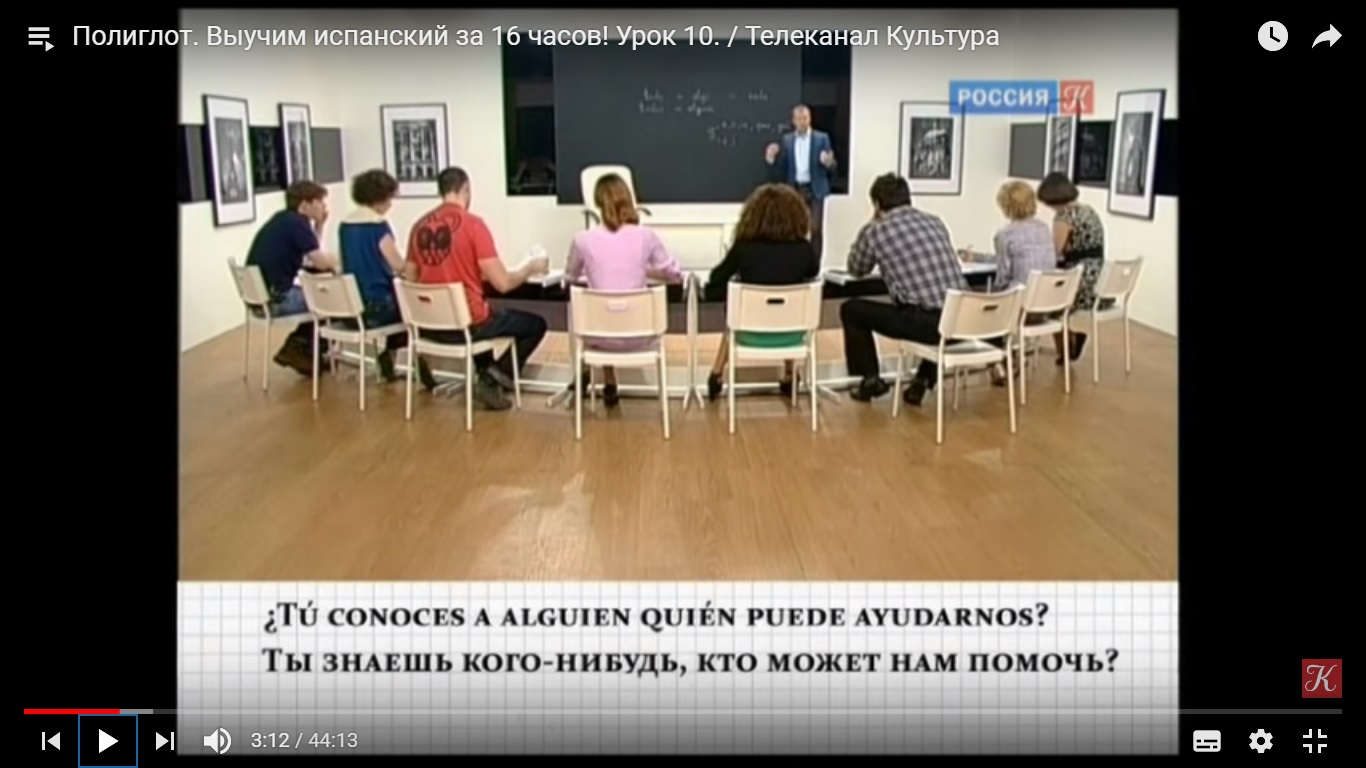 Полиглот. Выучим испанский за 16 часов! Урок 10. / Телеканал Культура
РОССИЯ К
¿Tú conoces a alguien quién puede ayudarnos?
Ты знаешь кого-нибудь, кто может нам помочь?
К
3:12 / 44:13